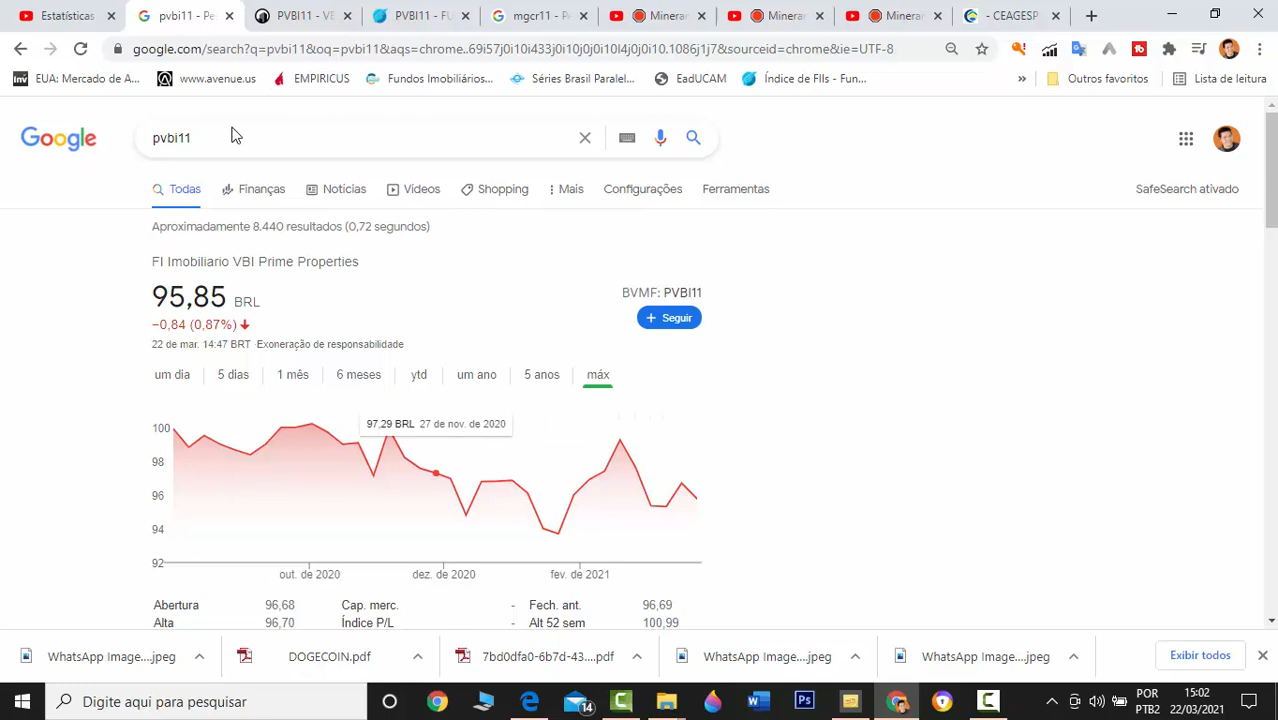 Estatísticas
pvbi11 - Pe
PVBI11 - VB
PVBI11 - FU
mgcr11 - Pe
Minerar
Minerar
Minerar
- CEAGESP
google.com/search?q=pvbi11&oq=pvbi11&aqs=chrome..69i57j0i10i433j0i10j0i10l4j0j0i10.1086j1j7&sourceid=chrome&ie=UTF-8
EUA: Mercado de A...
www.avenue.us
EMPIRICUS
Fundos Imobiliários...
Séries Brasil Paralel...
EadUCAM
Índice de FIIs - Fun...
»
Outros favoritos
Lista de leitura
Google
pvbi11
Todas
Finanças
Notícias
Vídeos
Shopping
Mais
Configurações
Ferramentas
SafeSearch ativado
Aproximadamente 8.440 resultados (0,72 segundos)
FI Imobiliario VBI Prime Properties
95,85 BRL
BVMF: PVBI11
−0,84 (0,87%)
+ Seguir
22 de mar. 14:47 BRT ·Exoneração de responsabilidade
um dia
5 dias
1 mês
6 meses
ytd
um ano
5 anos
máx
97,29 BRL 27 de nov. de 2020
100
98
96
94
92
out. de 2020
dez. de 2020
fev. de 2021
Abertura 96,68 Cap. merc. - Fech. ant. 96,69
Alta 96,70 Índice P/L - Alt 52 sem 100,99
WhatsApp Image....jpeg
DOGECOIN.pdf
7bd0dfa0-6b7d-43....pdf
WhatsApp Image....jpeg
WhatsApp Image....jpeg
Exibir todos
Digite aqui para pesquisar
14
POR
PTB2
15:02
22/03/2021